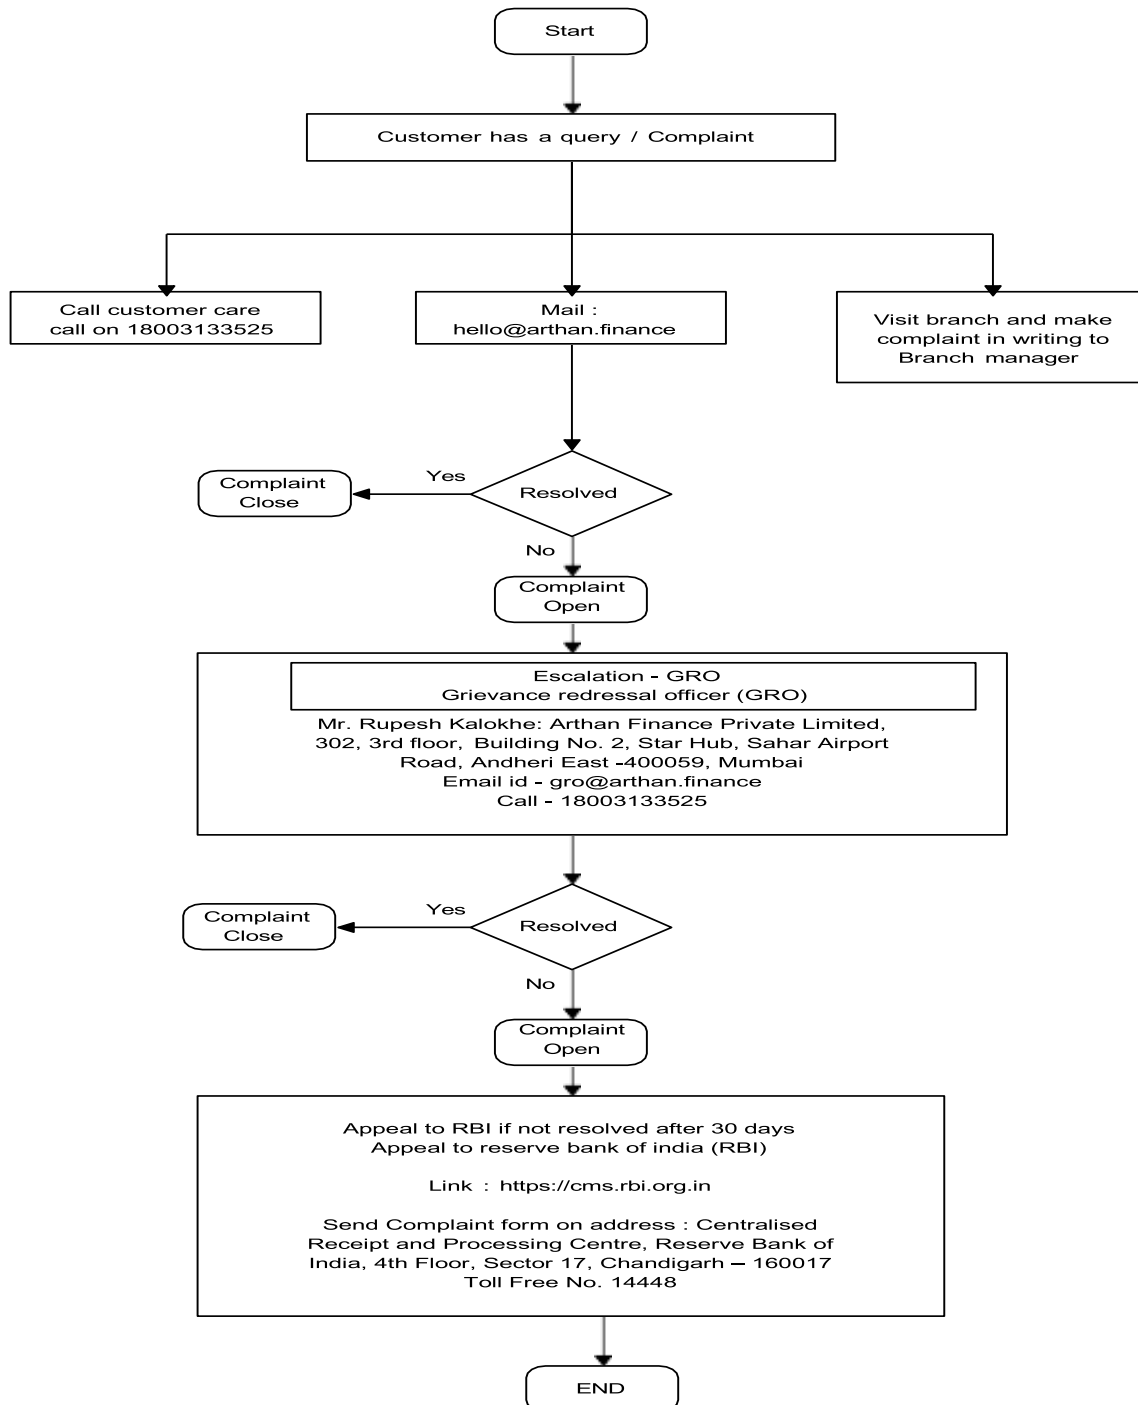 Start
Customer has a query / Complaint
Call customer care
call on 18003133525
Mail :
hello@arthan.finance
Visit branch and make
complaint in writing to
Branch manager
Yes
Resolved
Complaint
Close
No
Complaint
Open
Escalation - GRO
Grievance redressal officer (GRO)
Mr. Rupesh Kalokhe: Arthan Finance Private Limited,
302, 3rd floor, Building No. 2, Star Hub, Sahar Airport
Road, Andheri East -400059, Mumbai
Email id - gro@arthan.finance
Call - 18003133525
Yes
Resolved
Complaint
Close
No
Complaint
Open
Appeal to RBI if not resolved after 30 days
Appeal to reserve bank of india (RBI)
Link : https://cms.rbi.org.in
Send Complaint form on address : Centralised
Receipt and Processing Centre, Reserve Bank of
India, 4th Floor, Sector 17, Chandigarh – 160017
Toll Free No. 14448
END